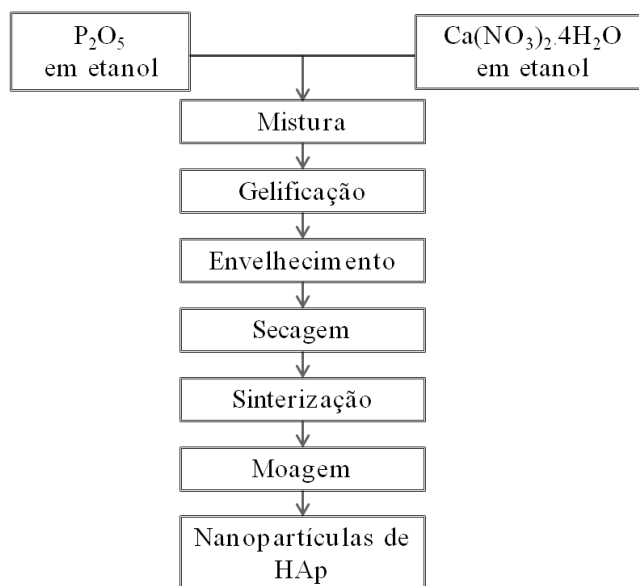 P₂O₅
em etanol
Ca(NO₃)₂.4H₂O
em etanol
Mistura
Gelificação
Envelhecimento
Secagem
Sinterização
Moagem
Nanopartículas de
HAp